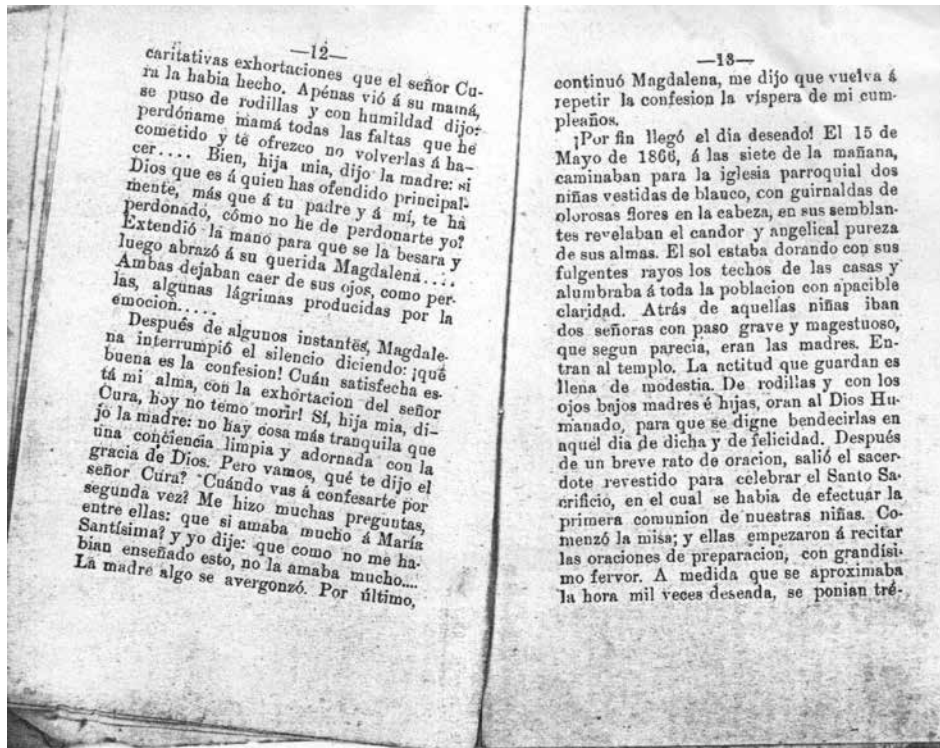 —12—
caritativas exhortaciones que el señor Cu-
ra la habia hecho. Apénas vió á su mamá,
se puso de rodillas y con humildad dijo:
perdóname mamá todas las faltas que he
cometido y te ofrezco no volverlas á ha-
cer.... Bien, hija mia, dijo la madre: si
Dios que es á quien has ofendido principal-
mente, más que á tu padre y á mí, te ha
perdonado, cómo no he de perdonarte yo?
Extendió la mano para que se la besara y
luego abrazó á su querida Magdalena....
Ambas dejaban caer de sus ojos, como per-
las, algunas lágrimas producidas por la
emocion.....
Después de algunos instantes, Magdale-
na interrumpió el silencio diciendo: ¡qué
buena es la confesion! Cuán satisfecha es-
tá mi alma, con la exhortacion del señor
Cura, hoy no temo morir! Sí, hija mia, di-
jo la madre: no hay cosa más tranquila que
una conciencia limpia y adornada con la
gracia de Dios. Pero vamos, qué te dijo el
señor Cura? Cuándo vas á confesarte por
segunda vez? Me hizo muchas preguntas,
entre ellas: que si amaba mucho á María
Santísima? y yo dije: que como no me ha-
bian enseñado esto, no la amaba mucho....
La madre algo se avergonzó. Por último,
—13—
continuó Magdalena, me dijo que vuelva á
repetir la confesion la víspera de mi cum-
pleaños.
¡Por fin llegó el dia deseado! El 15 de
Mayo de 1866, á las siete de la mañana,
caminaban para la iglesia parroquial dos
niñas vestidas de blanco, con guirnaldas de
olorosas flores en la cabeza, en sus semblan-
tes revelaban el candor y angelical pureza
de sus almas. El sol estaba dorando con sus
fulgentes rayos los techos de las casas y
alumbraba á toda la poblacion con apacible
claridad. Atrás de aquellas niñas iban
dos señoras con paso grave y magestuoso,
que segun parecia, eran las madres. En-
tran al templo. La actitud que guardan es
llena de modestia. De rodillas y con los
ojos bajos madres é hijas, oran al Dios Hu-
manado, para que se digne bendecirlas en
aquel dia de dicha y de felicidad. Después
de un breve rato de oracion, salió el sacer-
dote revestido para celebrar el Santo Sa-
crificio, en el cual se habia de efectuar la
primera comunion de nuestras niñas. Co-
menzó la misa; y ellas empezaron á recitar
las oraciones de preparacion, con grandísi-
mo fervor. A medida que se aproximaba
la hora mil veces deseada, se ponian tré-